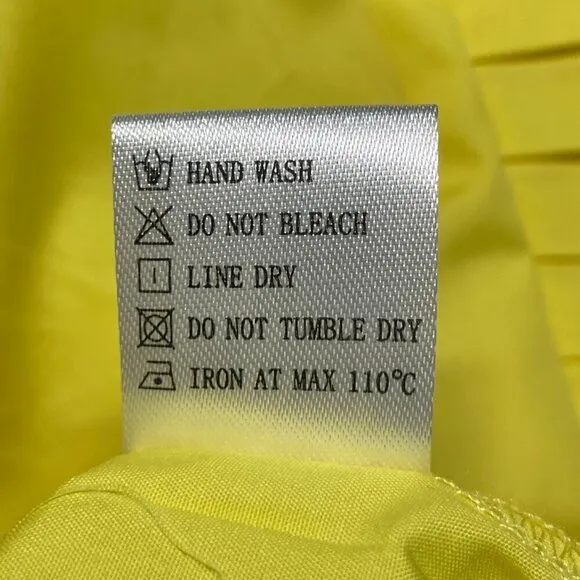 HAND WASH
DO NOT BLEACH
LINE DRY
DO NOT TUMBLE DRY
IRON AT MAX 110℃